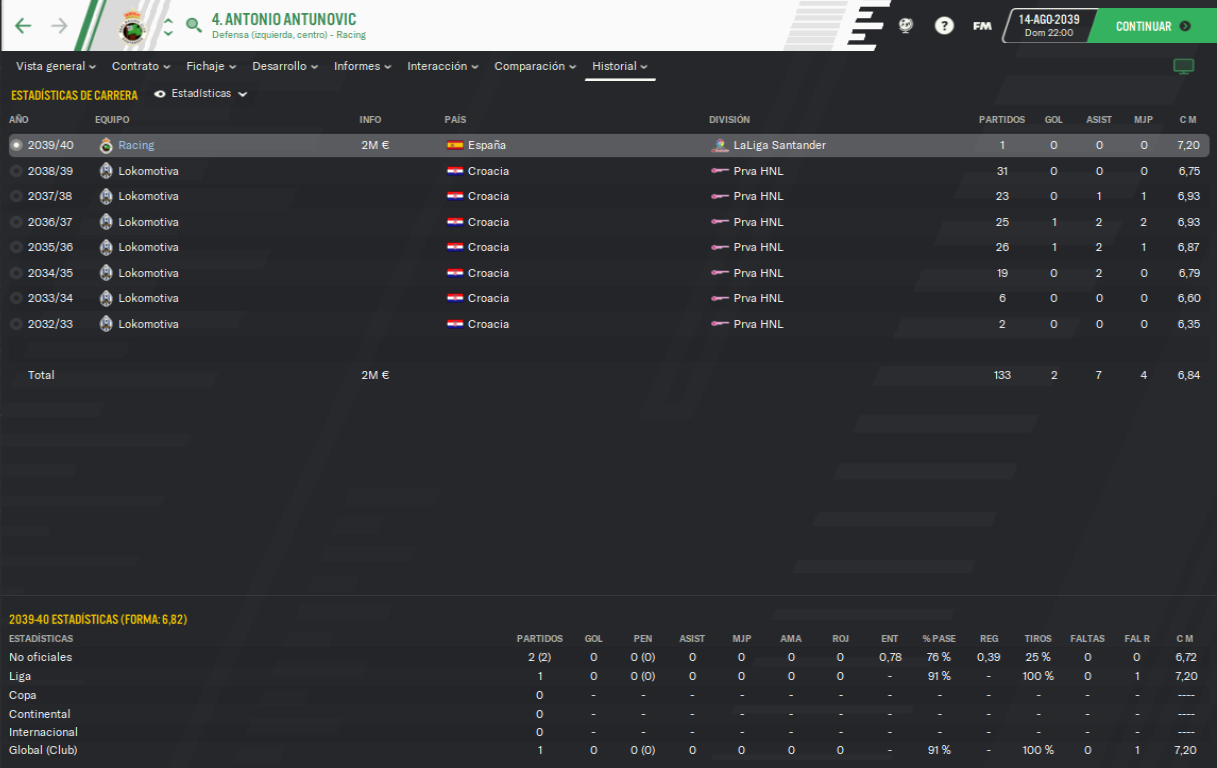 4. ANTONIO ANTUNOVIC
Defensa (izquierda, centro) - Racing
? FM 14-AGO-2039 CONTINUAR
Dom 22:00
Vista general Contrato Fichaje Desarrollo Informes Interacción Comparación Historial
ESTADÍSTICAS DE CARRERA Estadísticas
AÑO EQUIPO INFO PAÍS DIVISIÓN PARTIDOS GOL ASIST MJP C M
2039/40 Racing 2M € España LaLiga Santander 1 0 0 0 7,20
2038/39 Lokomotiva Croacia Prva HNL 31 0 0 0 6,75
2037/38 Lokomotiva Croacia Prva HNL 23 0 1 1 6,93
2036/37 Lokomotiva Croacia Prva HNL 25 1 2 2 6,93
2035/36 Lokomotiva Croacia Prva HNL 26 1 2 1 6,87
2034/35 Lokomotiva Croacia Prva HNL 19 0 2 0 6,79
2033/34 Lokomotiva Croacia Prva HNL 6 0 0 0 6,60
2032/33 Lokomotiva Croacia Prva HNL 2 0 0 0 6,35
Total 2M € 133 2 7 4 6,84
2039-40 ESTADÍSTICAS (FORMA: 6,82)
ESTADÍSTICAS PARTIDOS GOL PEN ASIST MJP AMA ROJ ENT % PASE REG TIROS FALTAS FAL R C M
No oficiales 2 (2) 0 0 (0) 0 0 0 0 0,78 76 % 0,39 25 % 0 0 6,72
Liga 1 0 0 (0) 0 0 0 0 - 91 % - 100 % 0 1 7,20
Copa 0 - - - - - - - - - - - - ----
Continental 0 - - - - - - - - - - - - ----
Internacional 0 - - - - - - - - - - - - ----
Global (Club) 1 0 0 (0) 0 0 0 0 - 91 % - 100 % 0 1 7,20